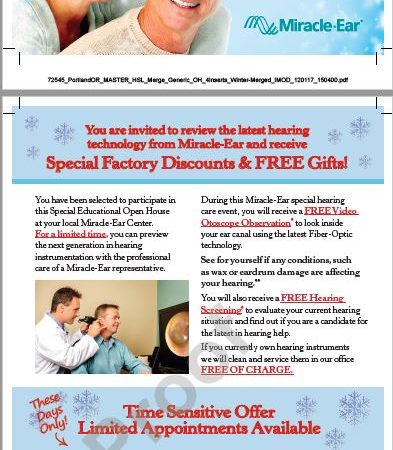 Miracle-Ear®
72545_PortlandOR_MASTER_HSL_Merge_Generic_OH_4Inserts_Winter-Merged_IMOD_120117_150400.pdf
You are invited to review the latest hearing
technology from Miracle-Ear and receive
Special Factory Discounts & FREE Gifts!
You have been selected to participate in
this Special Educational Open House
at your local Miracle-Ear Center.
For a limited time, you can preview
the next generation in hearing
instrumentation with the professional
care of a Miracle-Ear representative.
During this Miracle-Ear special hearing
care event, you will receive a FREE Video
Otoscope Observation* to look inside
your ear canal using the latest Fiber-Optic
technology.
See for yourself if any conditions, such
as wax or eardrum damage are affecting
your hearing.**
You will also receive a FREE Hearing
Screening* to evaluate your current hearing
situation and find out if you are a candidate for
the latest in hearing help.
If you currently own hearing instruments
we will clean and service them in our office
FREE OF CHARGE.
Proof
These
Days
Only!
Time Sensitive Offer
Limited Appointments Available